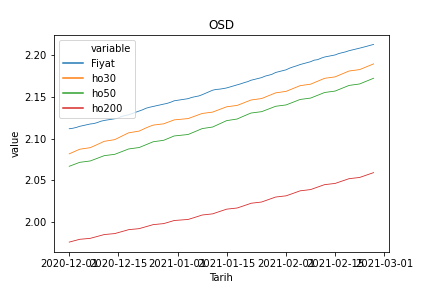 OSD
variable
Fiyat
ho30
ho50
ho200
value
2.20
2.15
2.10
2.05
2.00
2020-12-01
2020-12-15
2021-01-01
2021-01-15
2021-02-01
2021-02-15
2021-03-01
Tarih